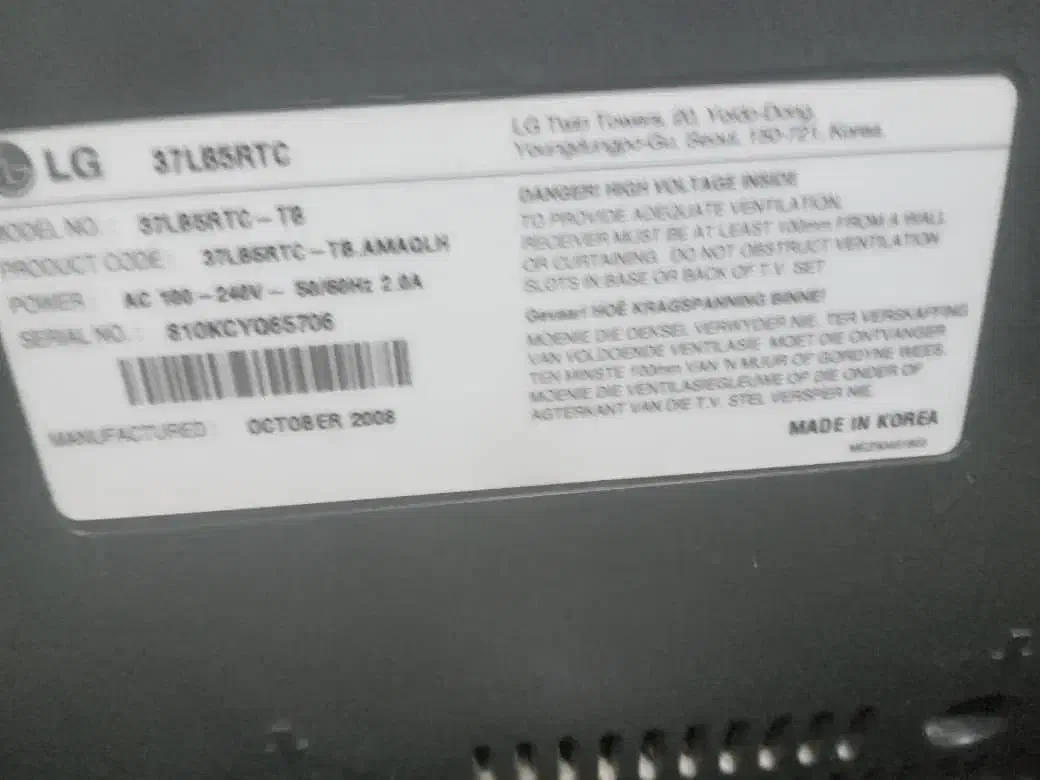 LG 37LB5RTC
LG Twin Towers, 20, Yoido-Dong,
Youngdungpo-Gu, Seoul, 150-721, Korea.
MODEL NO. : 37LB5RTC-TB
PRODUCT CODE: 37LB5RTC-TB.AMAQLH
POWER : AC 100-240V~ 50/60Hz 2.0A
SERIAL NO. : 810KCYO65706
MANUFACTURED : OCTOBER 2008
DANGER! HIGH VOLTAGE INSIDE
TO PROVIDE ADEQUATE VENTILATION,
RECEIVER MUST BE AT LEAST 100mm FROM A WALL
OR CURTAINING. DO NOT OBSTRUCT VENTILATION
SLOTS IN BASE OR BACK OF T.V. SET
Gevaar! HOË KRAGSPANNING BINNE!
MOENIE DIE DEKSEL VERWYDER NIE. TER VERSKAFFING
VAN VOLDOENDE VENTILASIE MOET DIE ONTVANGER
TEN MINSTE 100mm VAN 'N MUUR OF GORDYNE WEES.
MOENIE DIE VENTILASIEGLEUWE OP DIE ONDER OF
AGTERKANT VAN DIE T.V. STEL VERSPER NIE.
MADE IN KOREA